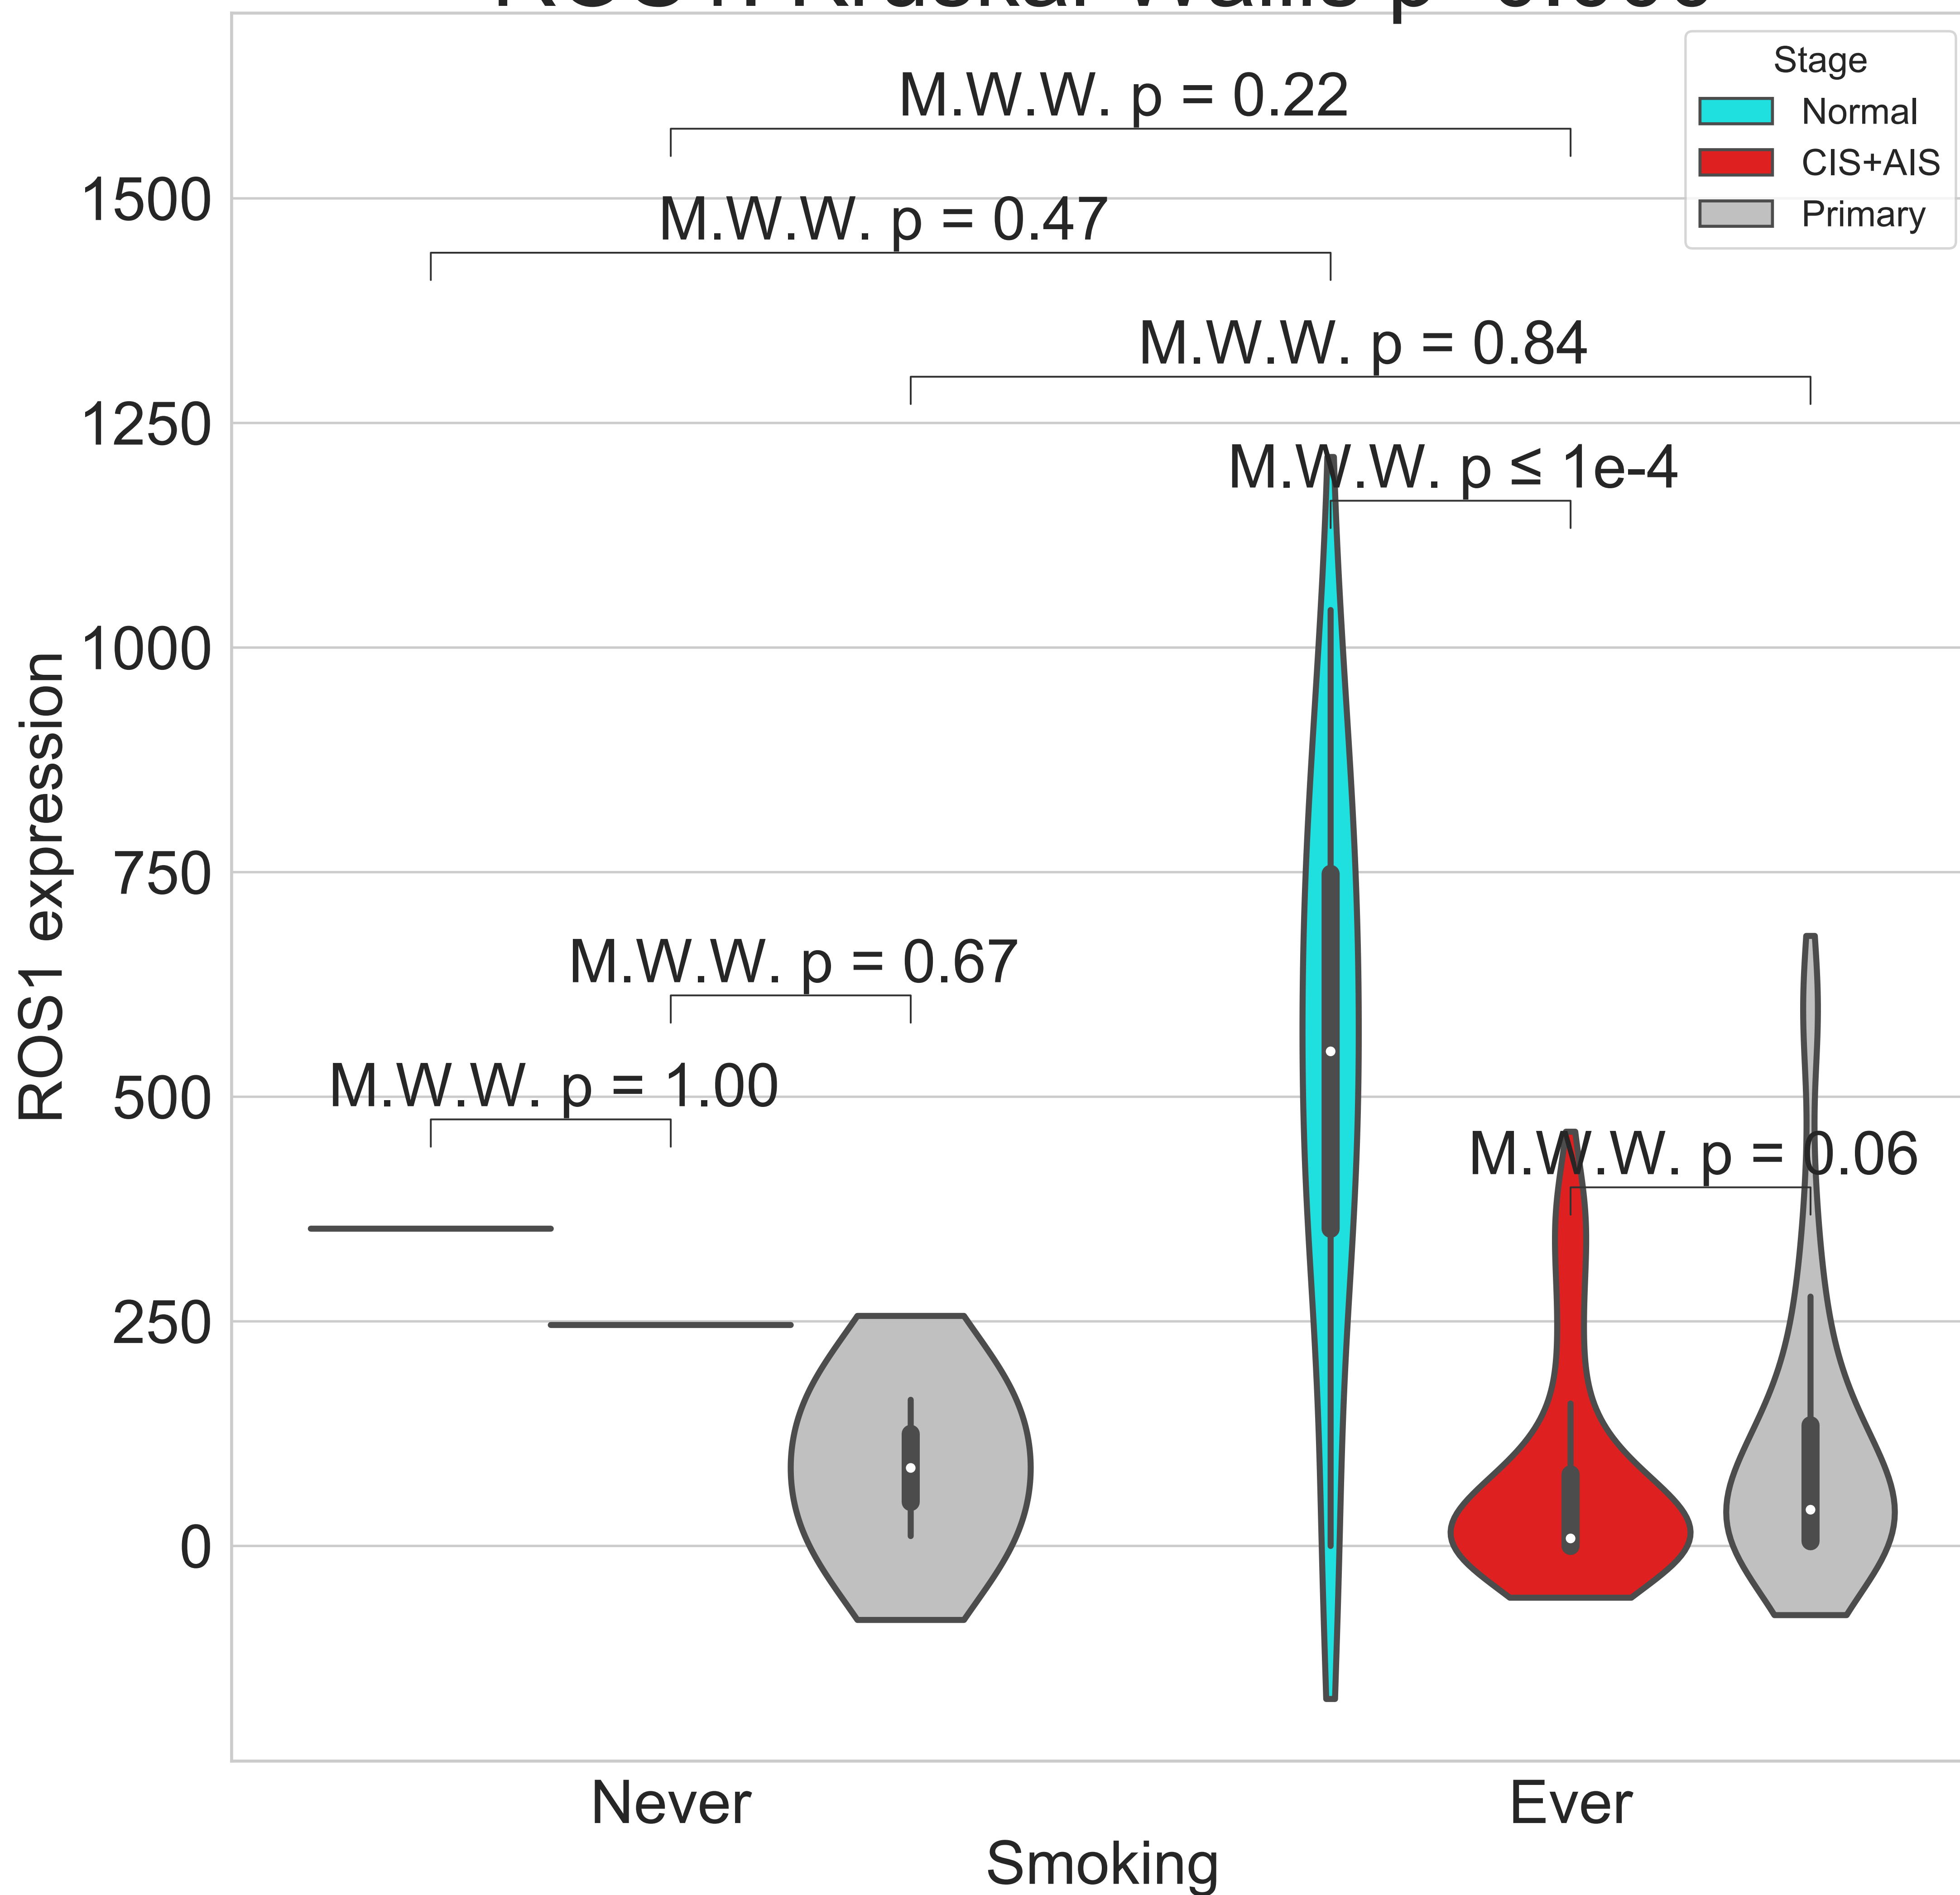 Stage
Normal
CIS+AIS
Primary
M.W.W. p = 0.22
M.W.W. p = 0.47
M.W.W. p = 0.84
M.W.W. p ≤ 1e-4
M.W.W. p = 0.67
M.W.W. p = 1.00
M.W.W. p = 0.06
1500
1250
1000
750
500
250
0
ROS1 expression
Never
Ever
Smoking